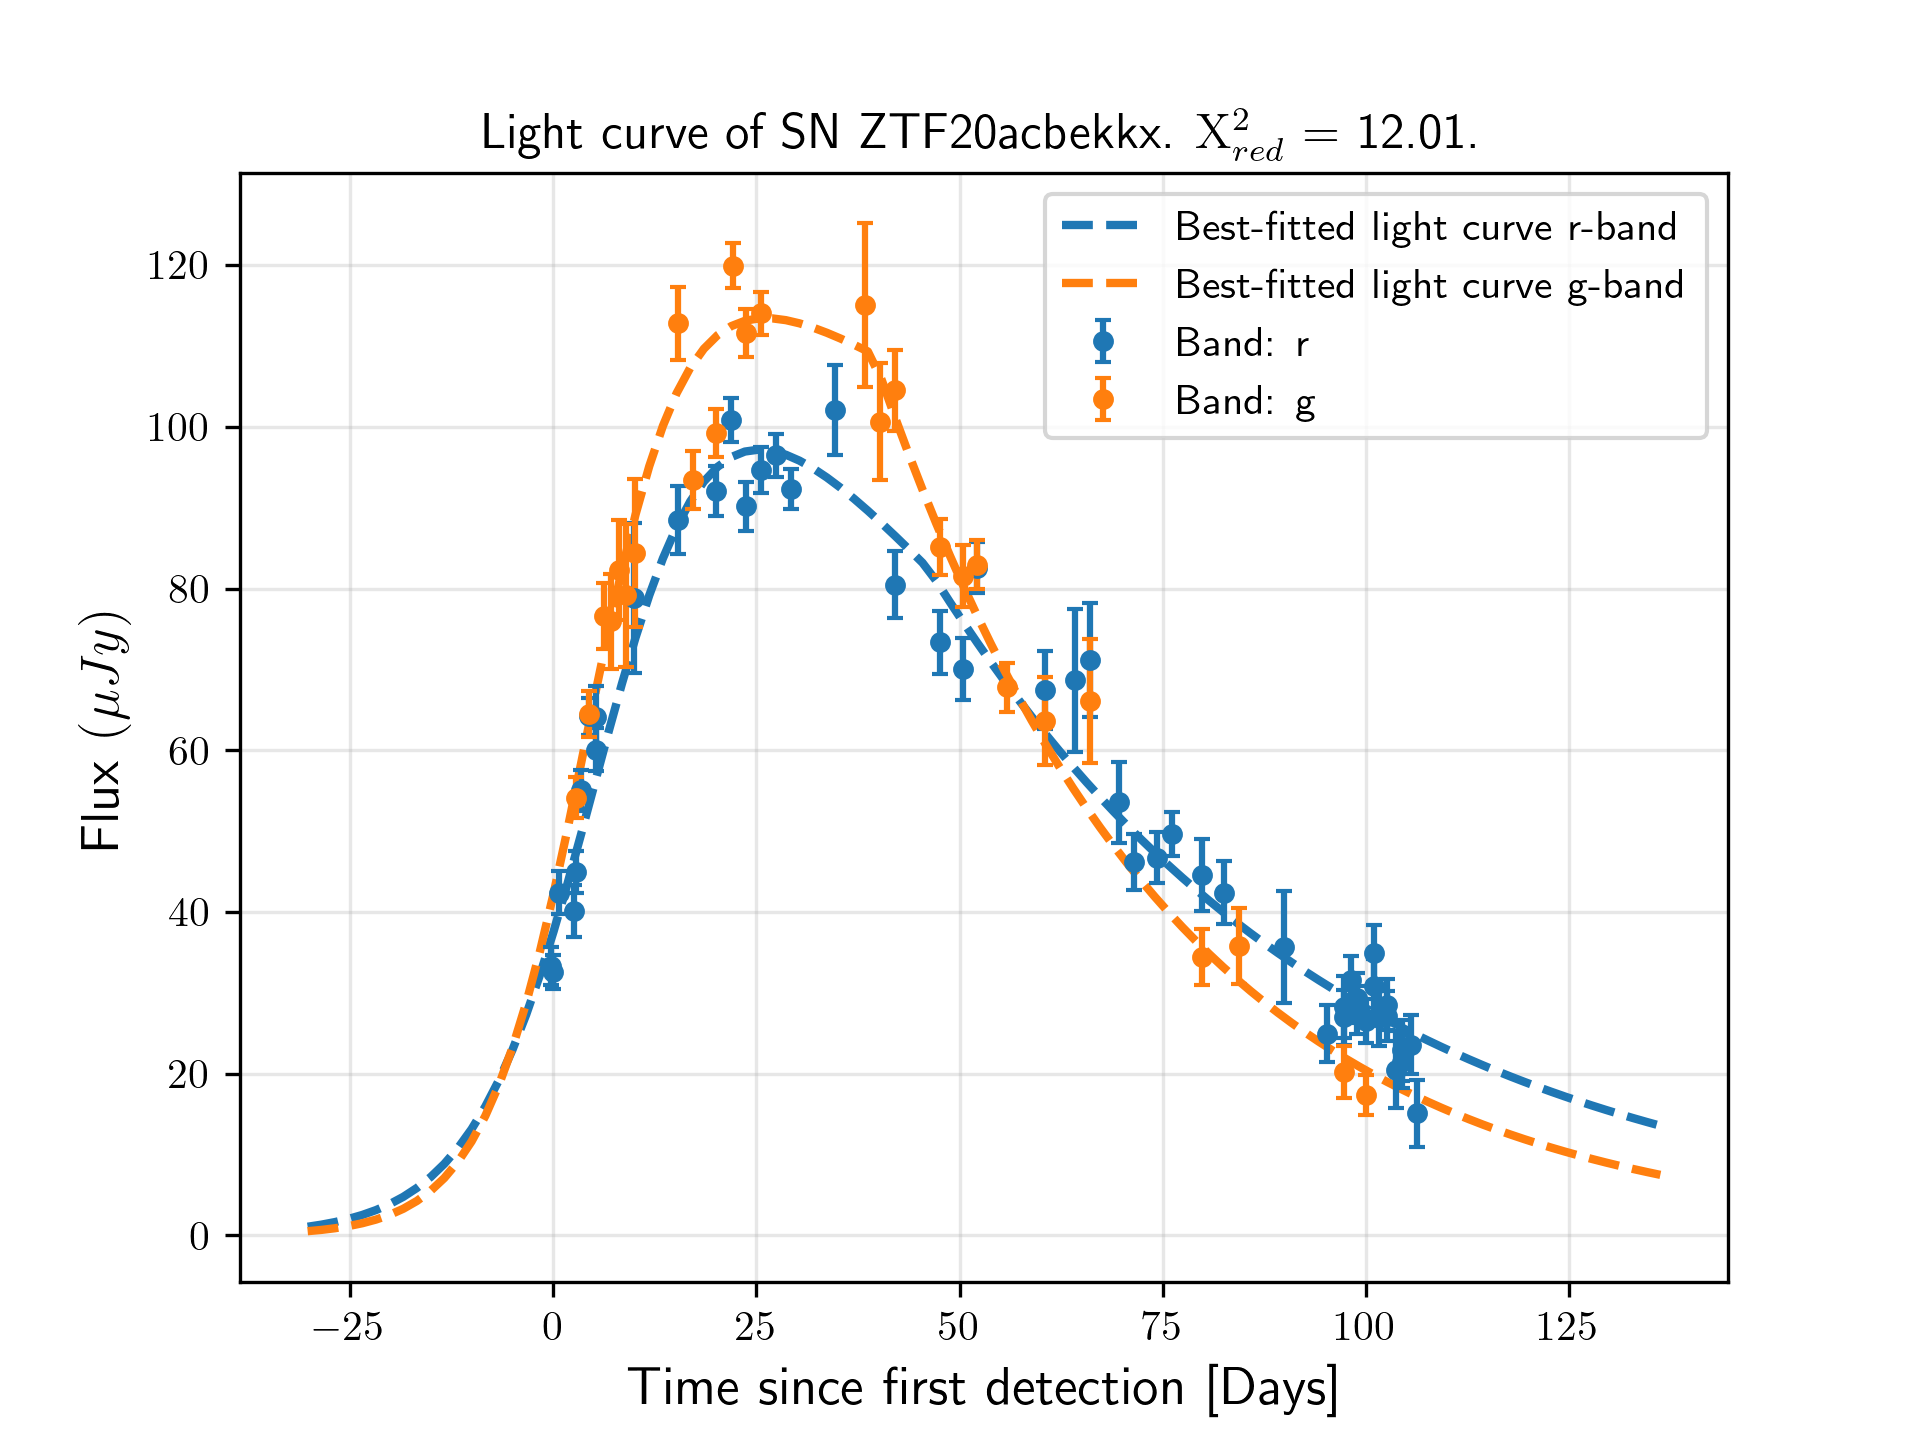 Light curve of SN ZTF20acbekkx. X²red = 12.01.
Best-fitted light curve r-band
Best-fitted light curve g-band
Band: r
Band: g
Flux (μJy)
120
100
80
60
40
20
0
−25 0 25 50 75 100 125
Time since first detection [Days]